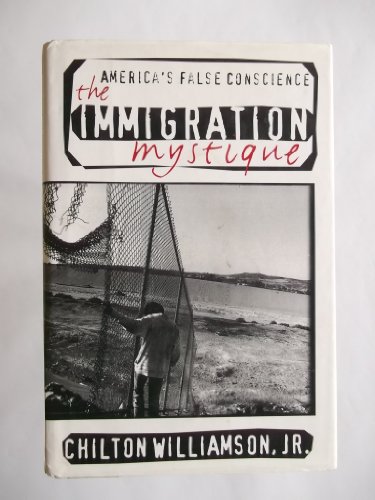 AMERICA'S FALSE CONSCIENCE
the
IMMIGRATION
mystique
CHILTON WILLIAMSON, JR.